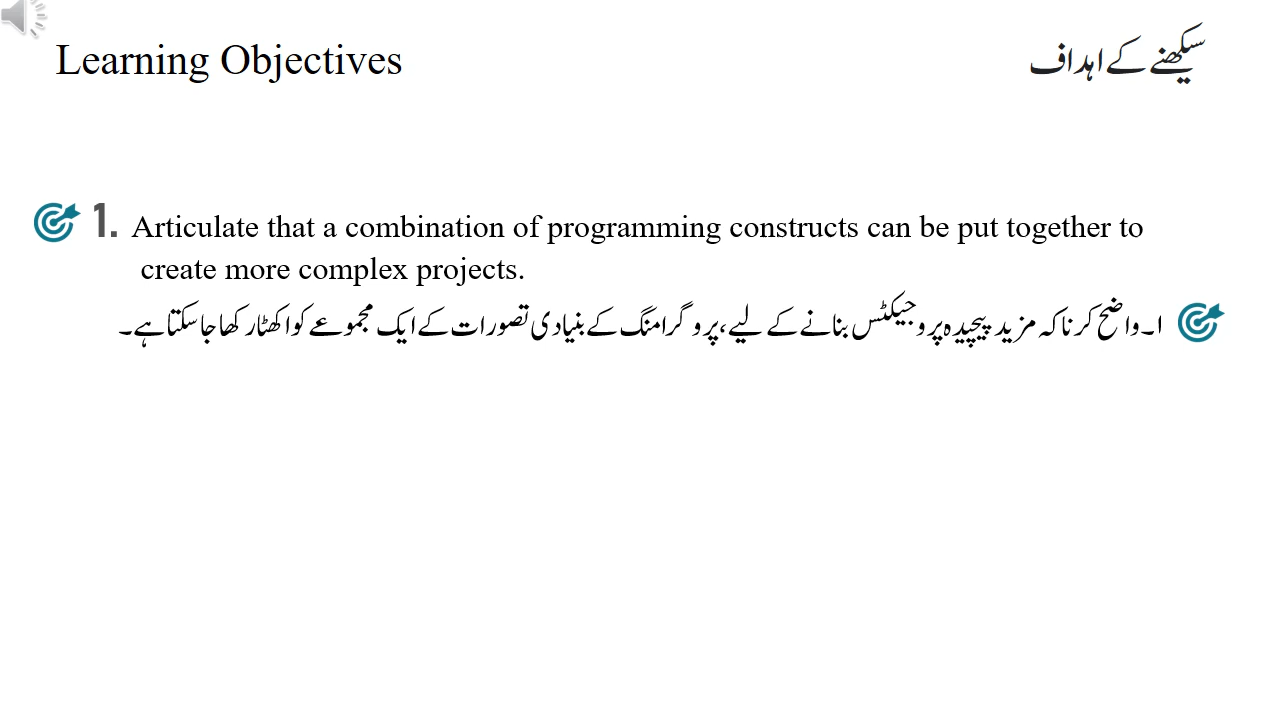 Learning Objectives
سیکھنے کے اہداف
1. Articulate that a combination of programming constructs can be put together to
create more complex projects.
۱۔ واضح کرنا کہ مزید پیچیدہ پروجیکٹس بنانے کے لیے، پروگرامنگ کے بنیادی تصورات کے ایک مجموعے کو اکھٹا رکھا جا سکتا ہے۔